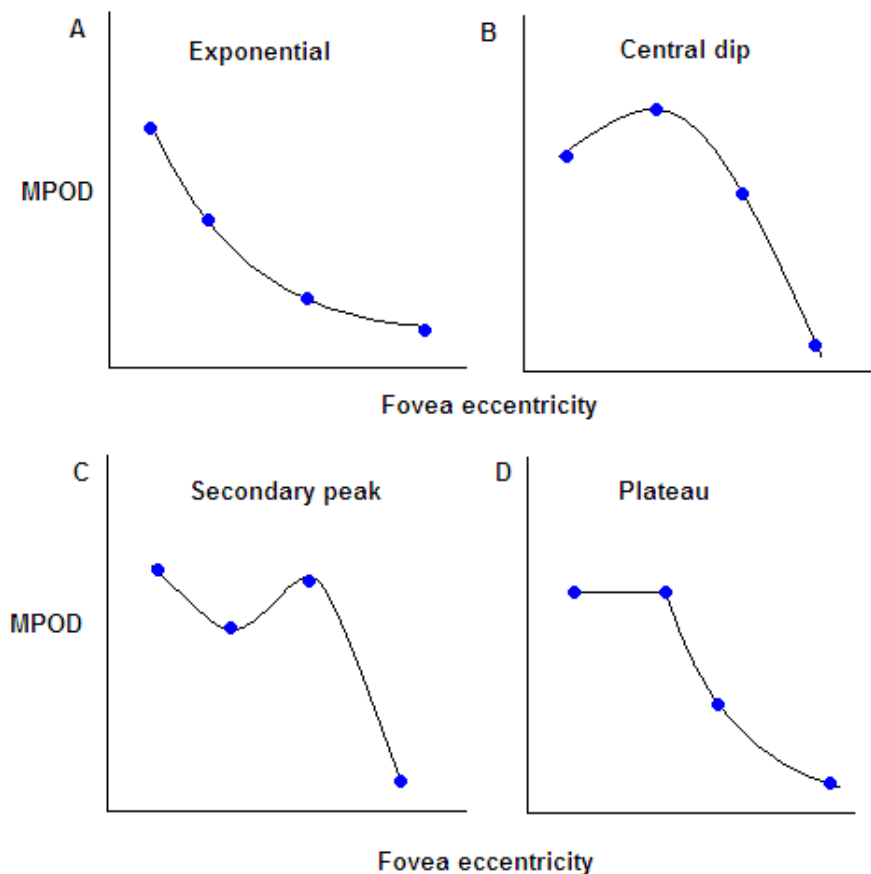 A
Exponential
B
Central dip
MPOD
Fovea eccentricity
C
Secondary peak
D
Plateau
MPOD
Fovea eccentricity